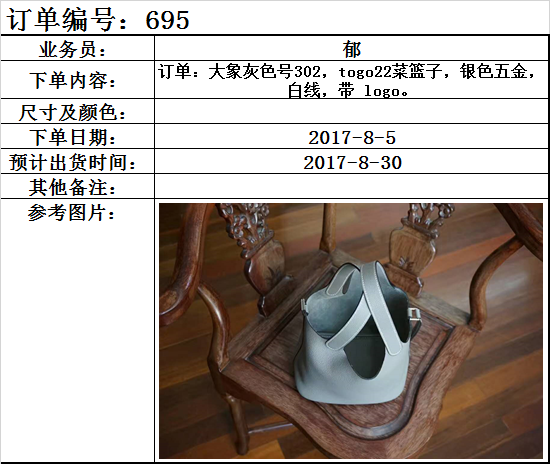 订单编号：695
业务员： 郁
下单内容： 订单：大象灰色号302，togo22菜篮子，银色五金，
白线，带 logo。
尺寸及颜色：
下单日期： 2017-8-5
预计出货时间： 2017-8-30
其他备注：
参考图片：